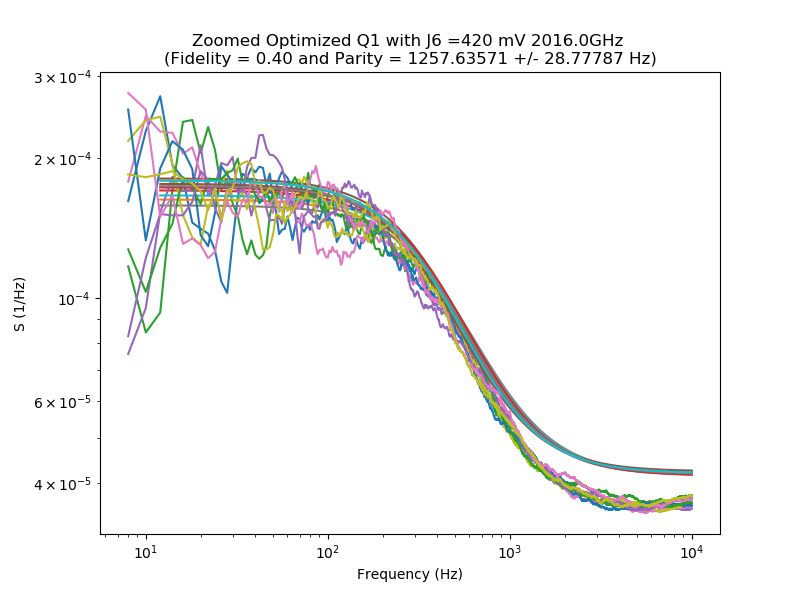 Zoomed Optimized Q1 with J6 =420 mV 2016.0GHz
(Fidelity = 0.40 and Parity = 1257.63571 +/- 28.77787 Hz)
3 × 10⁻⁴
2 × 10⁻⁴
10⁻⁴
6 × 10⁻⁵
4 × 10⁻⁵
S (1/Hz)
10¹ 10² 10³ 10⁴
Frequency (Hz)